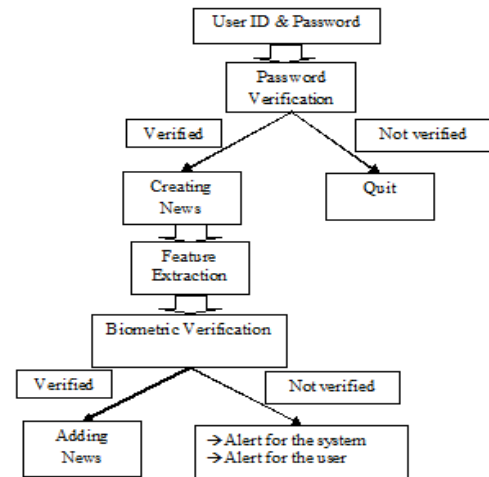 User ID & Password
Password
Verification
Verified
Not verified
Creating
News
Quit
Feature
Extraction
Biometric Verification
Verified
Not verified
Adding
News
→Alert for the system
→Alert for the user